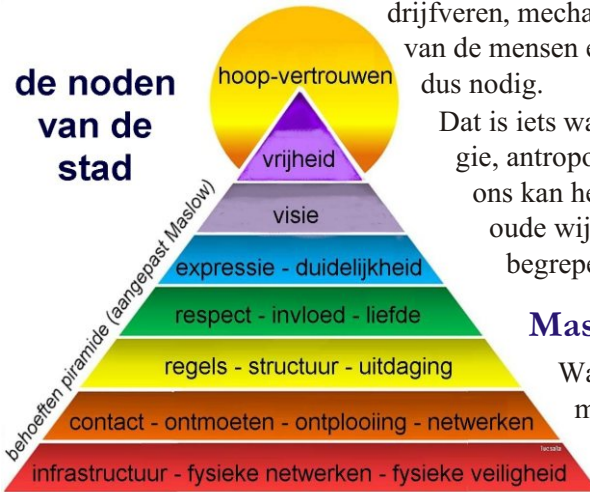 de noden
van de
stad
behoeften piramide (aangepast Maslow)
hoop-vertrouwen
vrijheid
visie
expressie - duidelijkheid
respect - invloed - liefde
regels - structuur - uitdaging
contact - ontmoeten - ontplooiing - netwerken
infrastructuur - fysieke netwerken - fysieke veiligheid
drijfveren, mecha
van de mensen e
dus nodig.
Dat is iets wa
gie, antropo
ons kan he
oude wij
begrepe
Mas
Wa
m